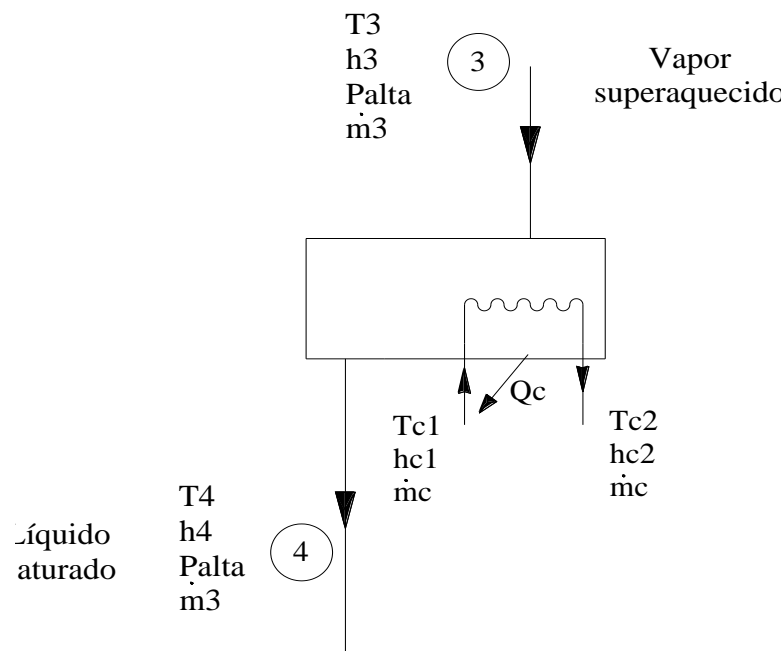 T3
h3
Palta
ṁ3
3
Vapor
superaquecido
Qc
Tc1
hc1
ṁc
Tc2
hc2
ṁc
T4
h4
Palta
ṁ3
4
Líquido
aturado